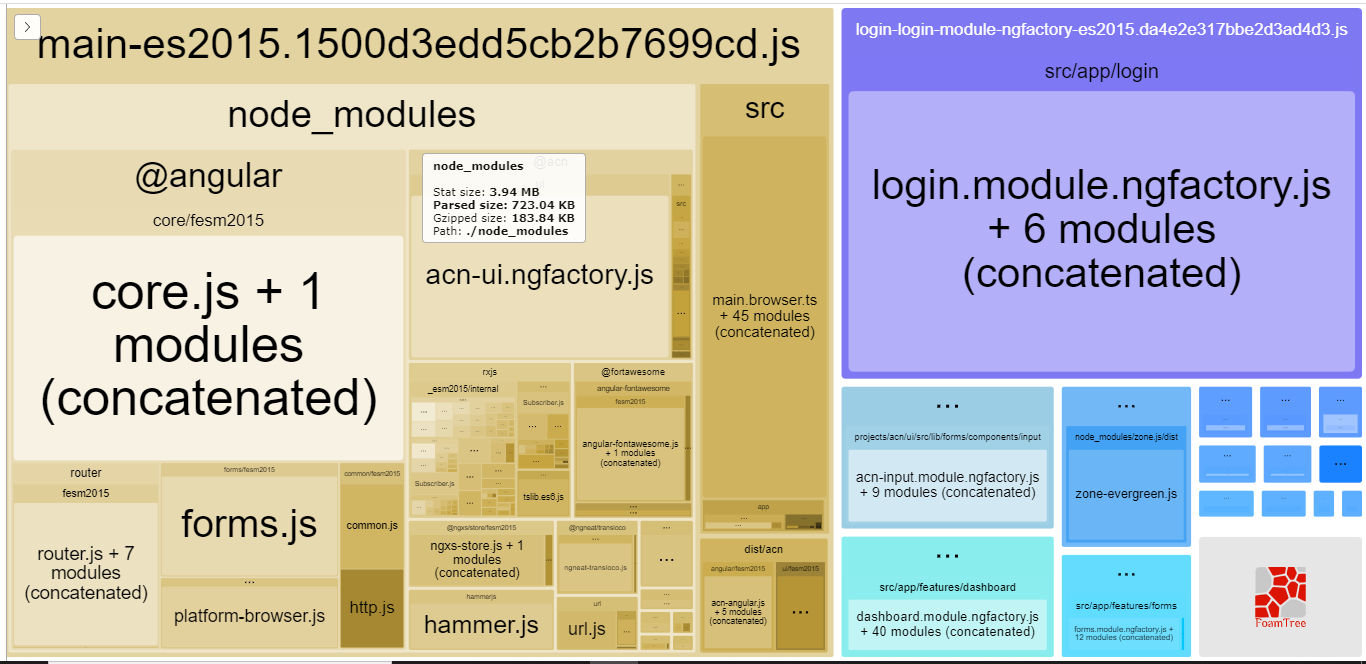 main-es2015.1500d3edd5cb2b7699cd.js
node_modules
@angular
core/fesm2015
core.js + 1
modules
(concatenated)
router
fesm2015
router.js + 7
modules
(concatenated)
forms/fesm2015
forms.js
...
platform-browser.js
common/fesm2015
common.js
http.js
@acn
node_modules
Stat size: 3.94 MB
Parsed size: 723.04 KB
Gzipped size: 183.84 KB
Path: ./node_modules
acn-ui.ngfactory.js
...
src
...
rxjs
_esm2015/internal
...
Subscriber.js
...
Subscriber.js
tslib.es6.js
@fortawesome
angular-fontawesome
fesm2015
angular-fontawesome.js
+ 1 modules
(concatenated)
...
@ngxs/store/fesm2015
ngxs-store.js + 1
modules
(concatenated)
@ngneat/transloco
...
ngneat-transloco.js
...
...
hammerjs
hammer.js
url
url.js
...
src
main.browser.ts
+ 45 modules
(concatenated)
app
...
dist/acn
angular/fesm2015
acn-angular.js
+ 5 modules
(concatenated)
ui/fesm2015
...
login-login-module-ngfactory-es2015.da4e2e317bbe2d3ad4d3.js
src/app/login
login.module.ngfactory.js
+ 6 modules
(concatenated)
...
projects/acn/ui/src/lib/forms/components/input
acn-input.module.ngfactory.js
+ 9 modules (concatenated)
...
node_modules/zone.js/dist
zone-evergreen.js
...
src/app/features/dashboard
dashboard.module.ngfactory.js
+ 40 modules (concatenated)
...
src/app/features/forms
forms.module.ngfactory.js +
12 modules (concatenated)
...
...
...
...
...
...
FoamTree